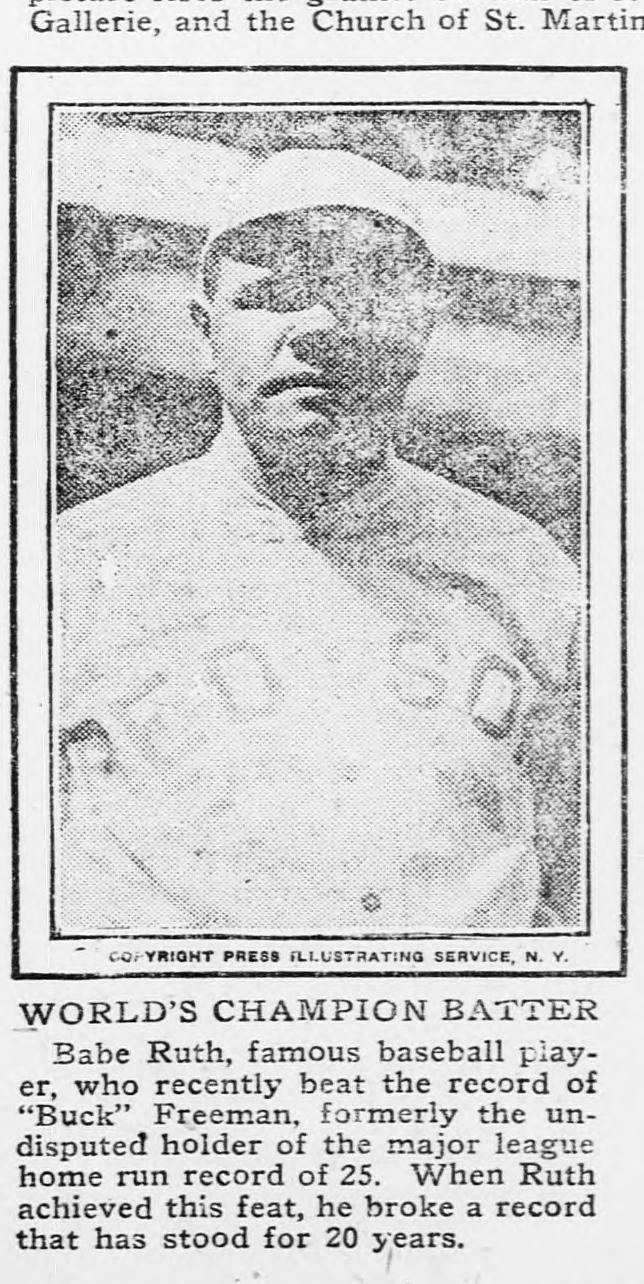 Gallerie, and the Church of St. Martin
ED SO
COPYRIGHT PRESS ILLUSTRATING SERVICE, N. Y.
WORLD'S CHAMPION BATTER
Babe Ruth, famous baseball play-
er, who recently beat the record of
"Buck" Freeman, formerly the un-
disputed holder of the major league
home run record of 25. When Ruth
achieved this feat, he broke a record
that has stood for 20 years.